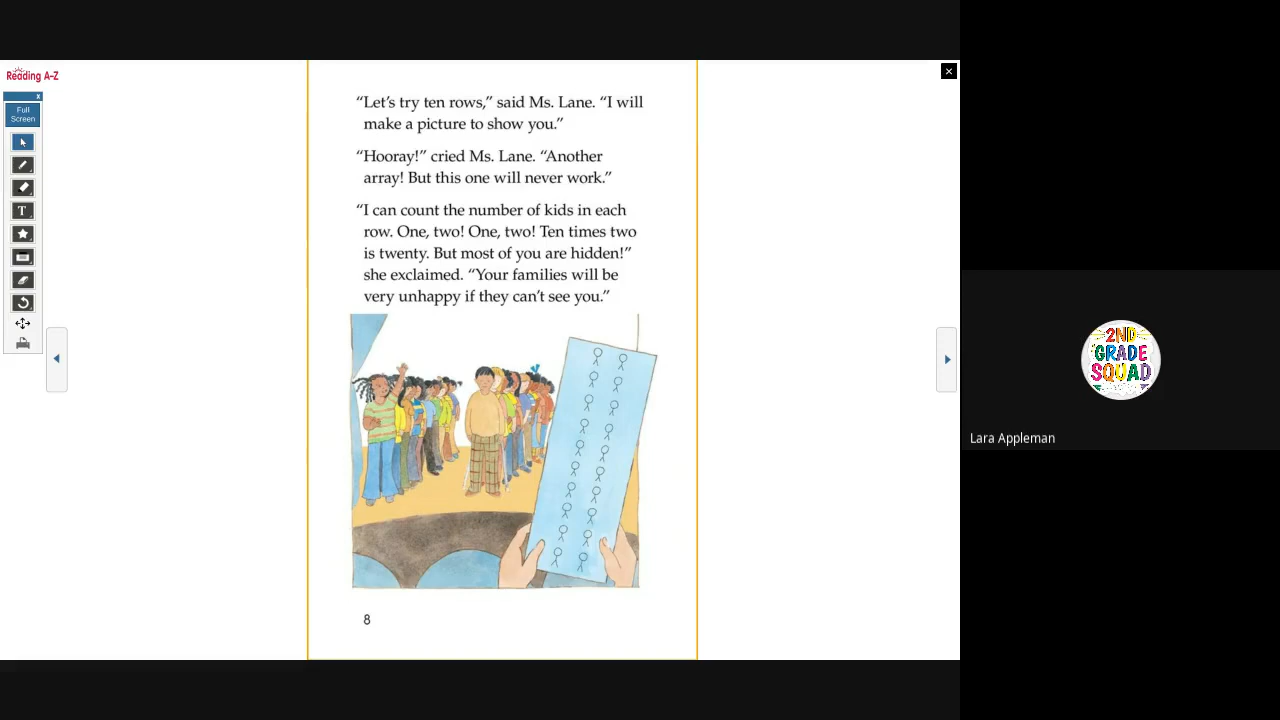 Reading A-Z
x
Full
Screen
T
“Let’s try ten rows,” said Ms. Lane. “I will
make a picture to show you.”
“Hooray!” cried Ms. Lane. “Another
array! But this one will never work.”
“I can count the number of kids in each
row. One, two! One, two! Ten times two
is twenty. But most of you are hidden!”
she exclaimed. “Your families will be
very unhappy if they can’t see you.”
8
2ND
GRADE
SQUAD
Lara Appleman